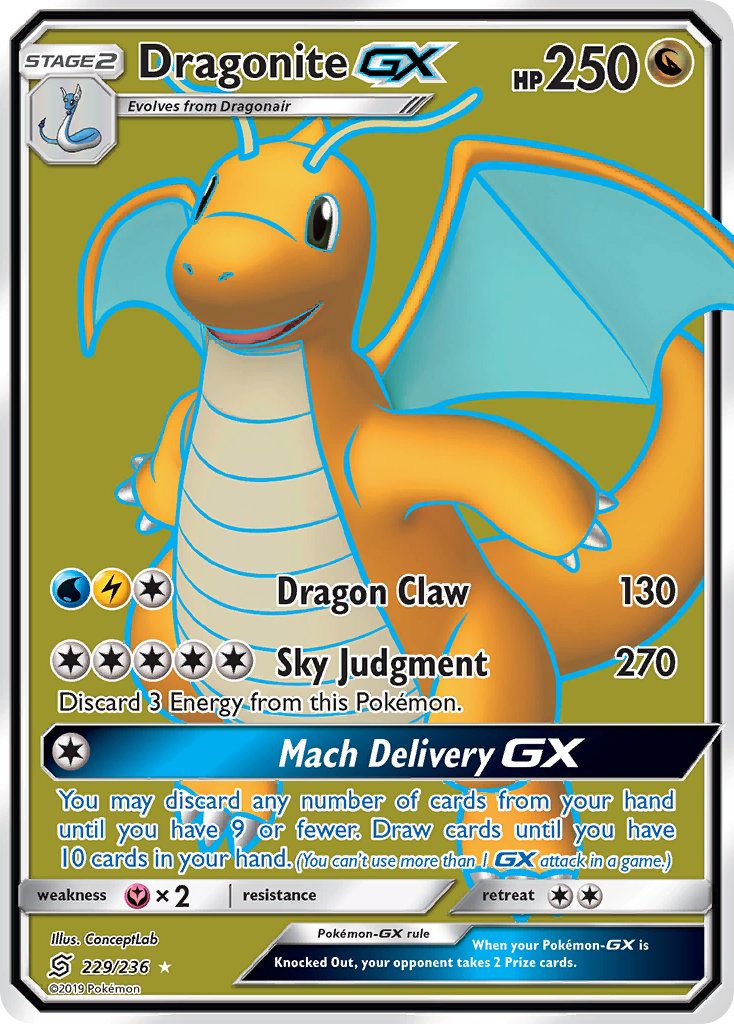 STAGE2 Dragonite GX HP250
Evolves from Dragonair
Dragon Claw 130
Sky Judgment 270
Discard 3 Energy from this Pokémon.
Mach Delivery GX
You may discard any number of cards from your hand
until you have 9 or fewer. Draw cards until you have
10 cards in your hand. (You can't use more than 1 GX attack in a game.)
weakness ×2 resistance retreat
Illus. ConceptLab
229/236
©2019 Pokémon
Pokémon-GX rule
When your Pokémon-GX is
Knocked Out, your opponent takes 2 Prize cards.